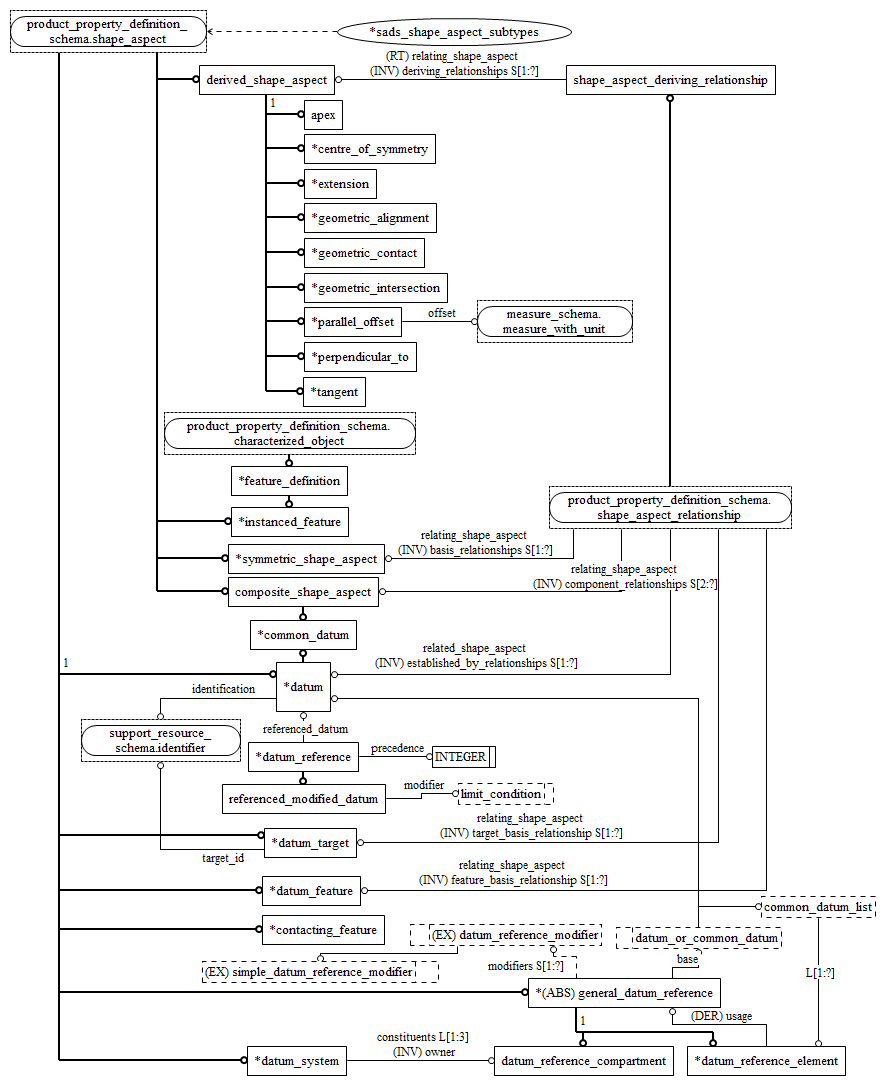 product_property_definition_
schema.shape_aspect
*sads_shape_aspect_subtypes
(RT) relating_shape_aspect
(INV) deriving_relationships S[1:?]
derived_shape_aspect
shape_aspect_deriving_relationship
1
apex
*centre_of_symmetry
*extension
*geometric_alignment
*geometric_contact
*geometric_intersection
*parallel_offset
offset
measure_schema.
measure_with_unit
*perpendicular_to
*tangent
product_property_definition_schema.
characterized_object
*feature_definition
product_property_definition_schema.
shape_aspect_relationship
*instanced_feature
relating_shape_aspect
(INV) basis_relationships S[1:?]
*symmetric_shape_aspect
relating_shape_aspect
(INV) component_relationships S[2:?]
composite_shape_aspect
*common_datum
related_shape_aspect
(INV) established_by_relationships S[1:?]
1
*datum
identification
referenced_datum
support_resource_
schema.identifier
*datum_reference
precedence
INTEGER
referenced_modified_datum
modifier
limit_condition
relating_shape_aspect
(INV) target_basis_relationship S[1:?]
*datum_target
target_id
relating_shape_aspect
(INV) feature_basis_relationship S[1:?]
*datum_feature
common_datum_list
*contacting_feature
(EX) datum_reference_modifier
datum_or_common_datum
(EX) simple_datum_reference_modifier
modifiers S[1:?]
base
L[1:?]
*(ABS) general_datum_reference
1
(DER) usage
constituents L[1:3]
(INV) owner
*datum_system
datum_reference_compartment
*datum_reference_element